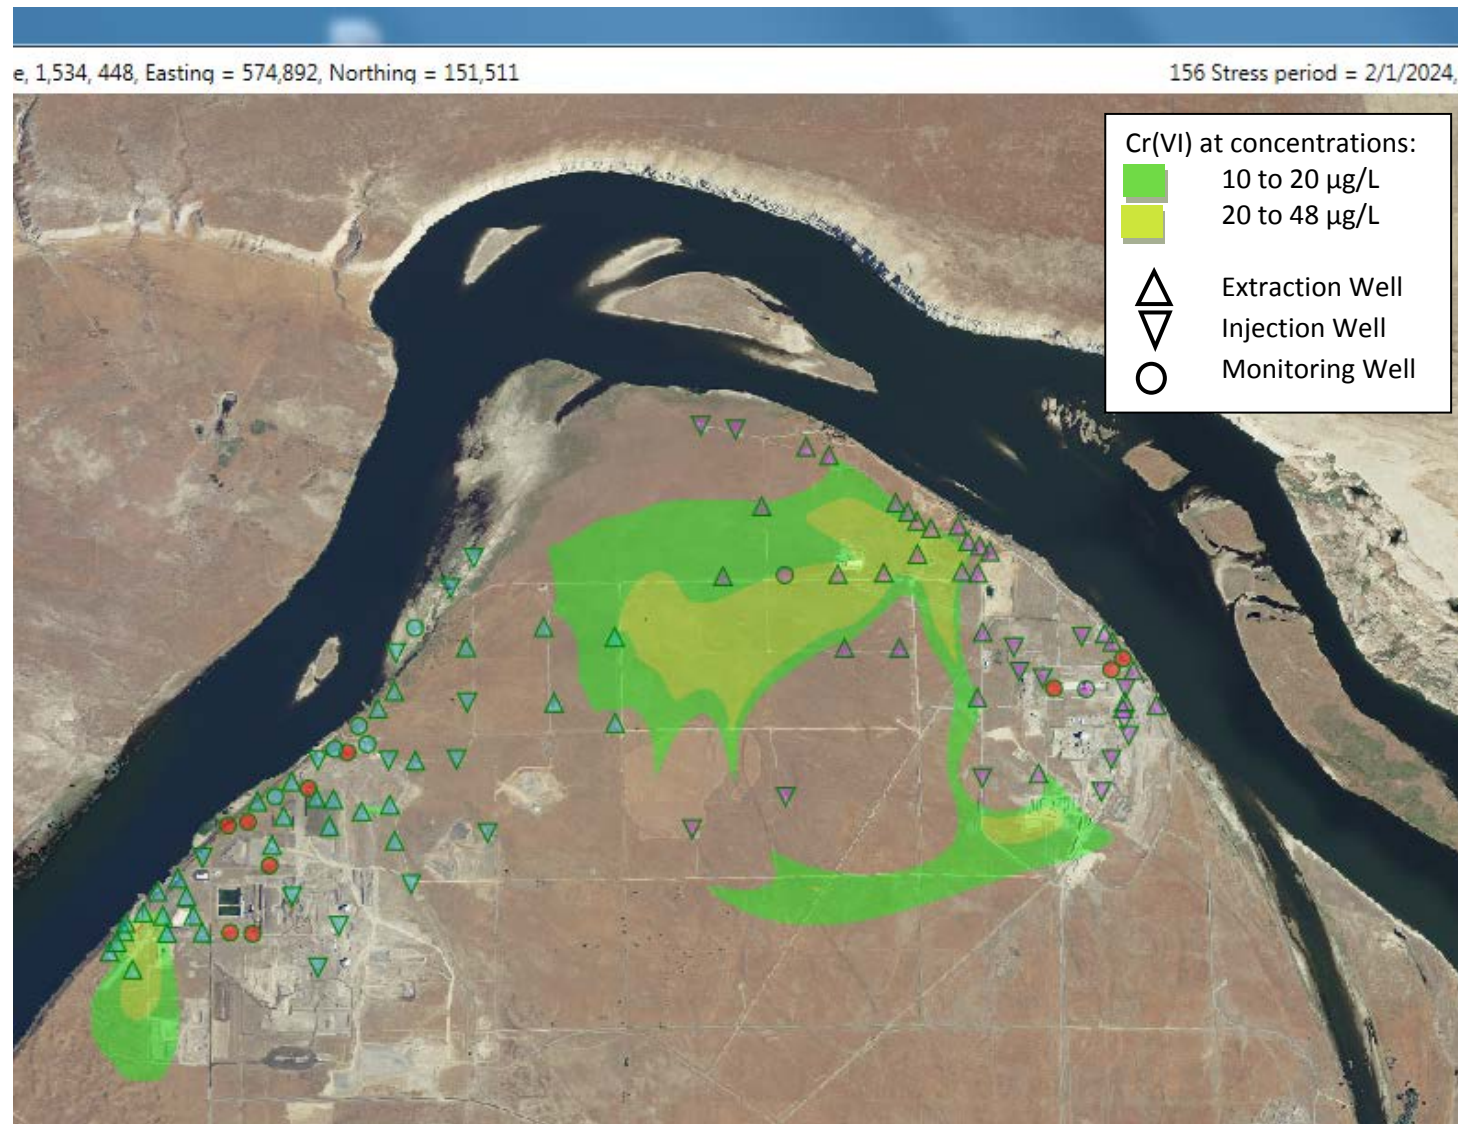 e, 1,534, 448, Easting = 574,892, Northing = 151,511
156 Stress period = 2/1/2024,
Cr(VI) at concentrations:
10 to 20 µg/L
20 to 48 µg/L
Extraction Well
Injection Well
Monitoring Well